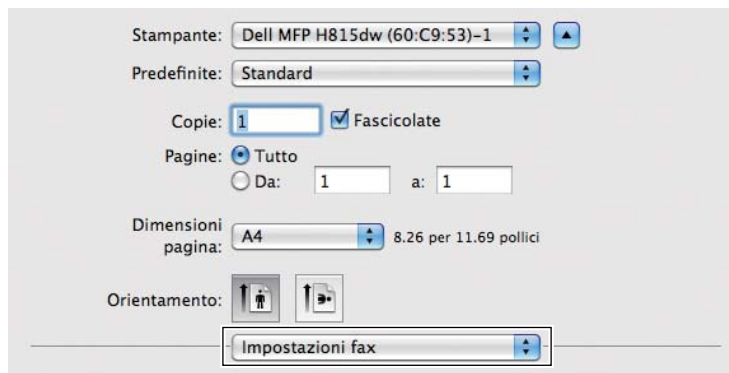 Stampante: Dell MFP H815dw (60:C9:53)-1
Predefinite: Standard
Copie: 1 Fascicolate
Pagine: Tutto
Da: 1 a: 1
Dimensioni
pagina: A4 8.26 per 11.69 pollici
Orientamento:
Impostazioni fax